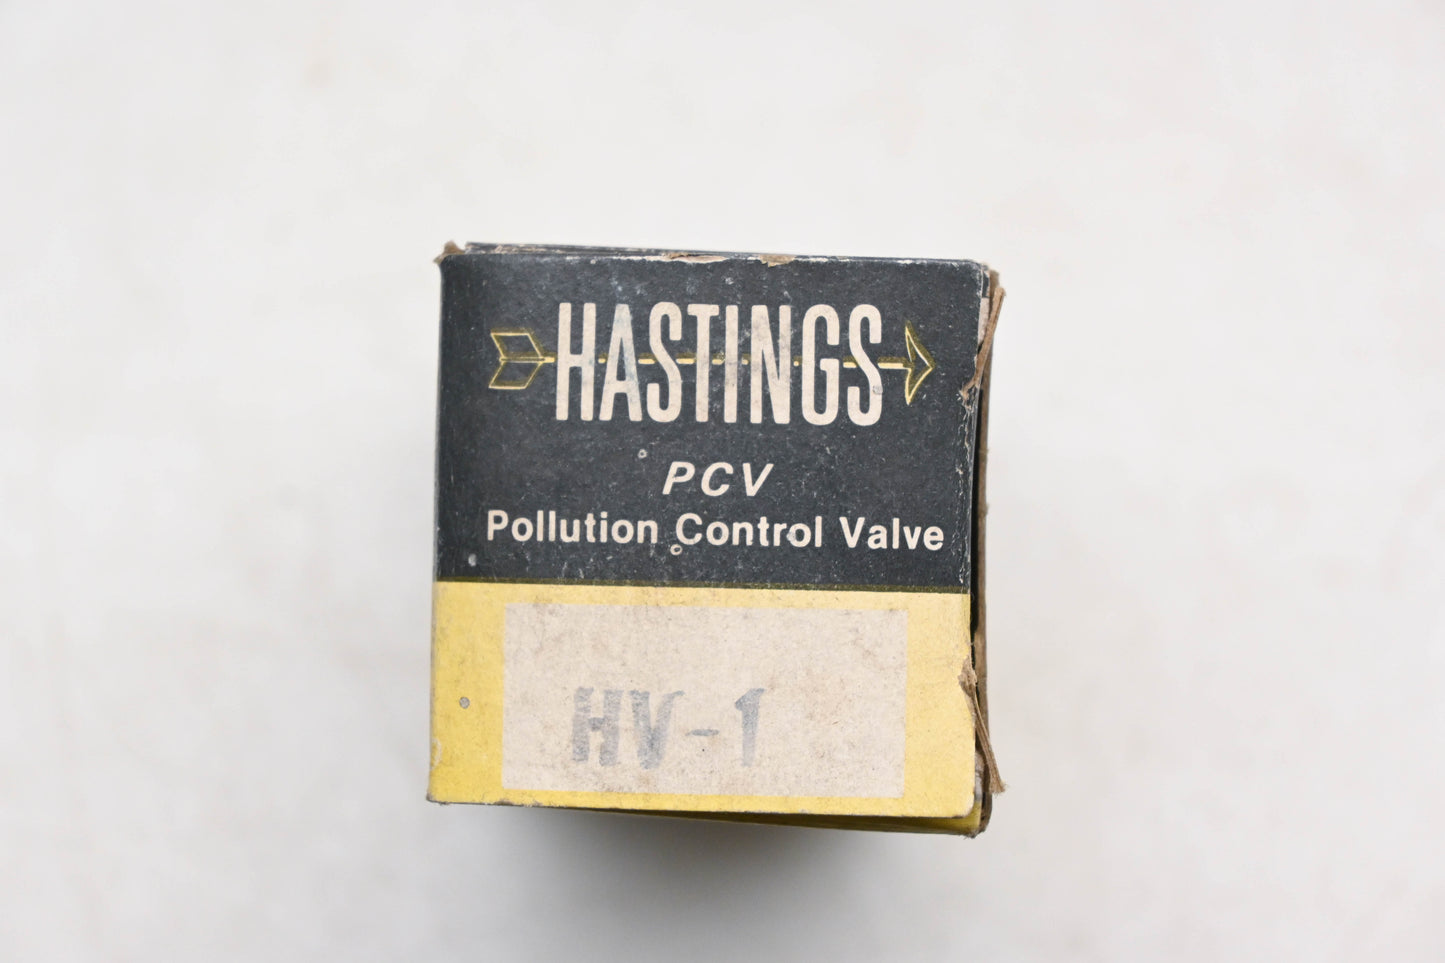 HASTINGS
PCV
Pollution Control Valve
HV-1